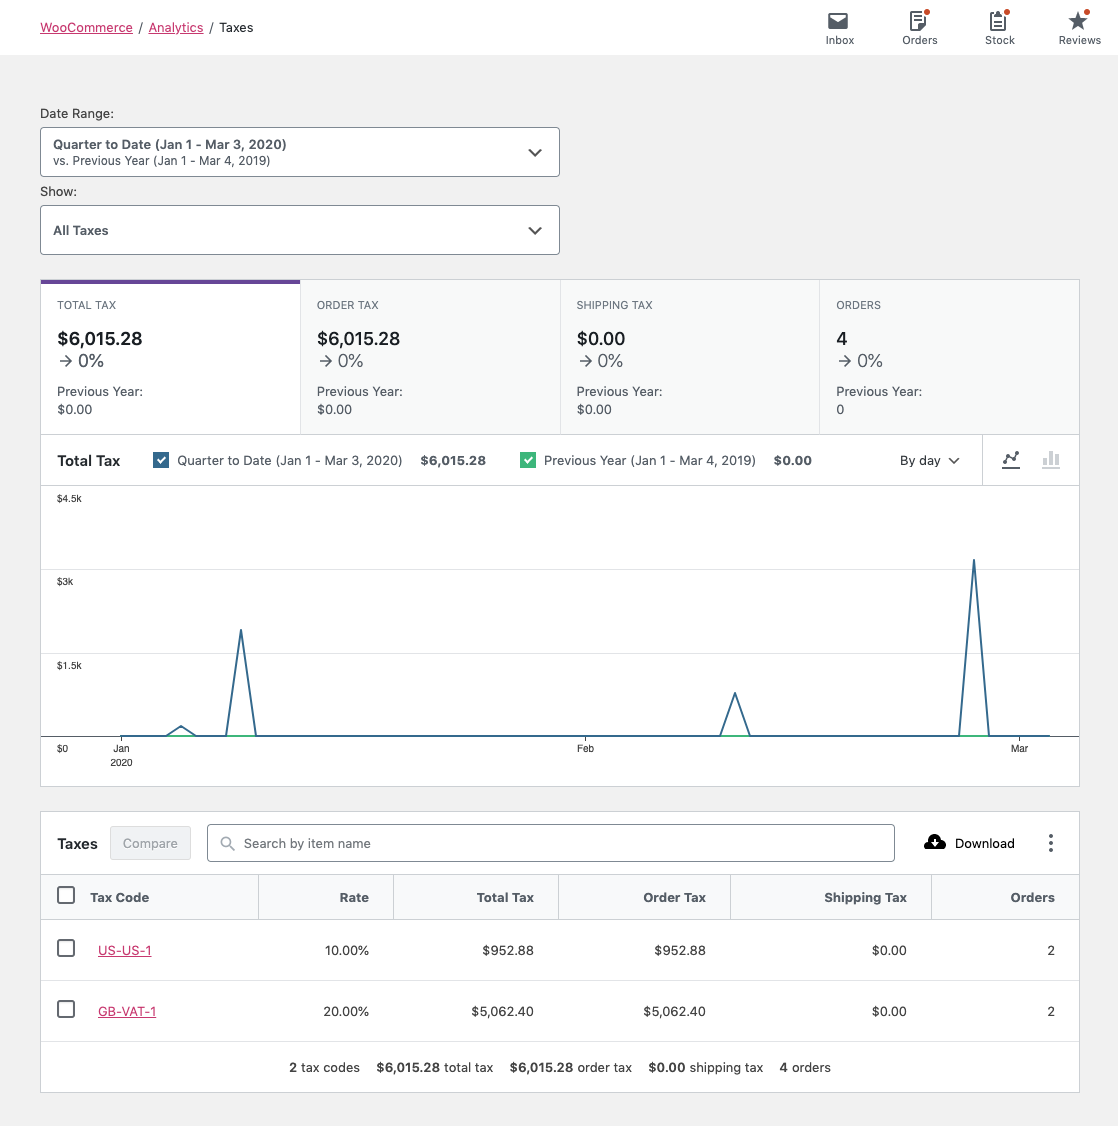 WooCommerce / Analytics / Taxes
Inbox
Orders
Stock
Reviews
Date Range:
Quarter to Date (Jan 1 - Mar 3, 2020)
vs. Previous Year (Jan 1 - Mar 4, 2019)
Show:
All Taxes
TOTAL TAX
$6,015.28
→ 0%
Previous Year:
$0.00
ORDER TAX
$6,015.28
→ 0%
Previous Year:
$0.00
SHIPPING TAX
$0.00
→ 0%
Previous Year:
$0.00
ORDERS
4
→ 0%
Previous Year:
0
Total Tax Quarter to Date (Jan 1 - Mar 3, 2020) $6,015.28 Previous Year (Jan 1 - Mar 4, 2019) $0.00 By day
$4.5k
$3k
$1.5k
$0 Jan Feb Mar
2020
Taxes Compare Search by item name Download
Tax Code Rate Total Tax Order Tax Shipping Tax Orders
US-US-1 10.00% $952.88 $952.88 $0.00 2
GB-VAT-1 20.00% $5,062.40 $5,062.40 $0.00 2
2 tax codes $6,015.28 total tax $6,015.28 order tax $0.00 shipping tax 4 orders